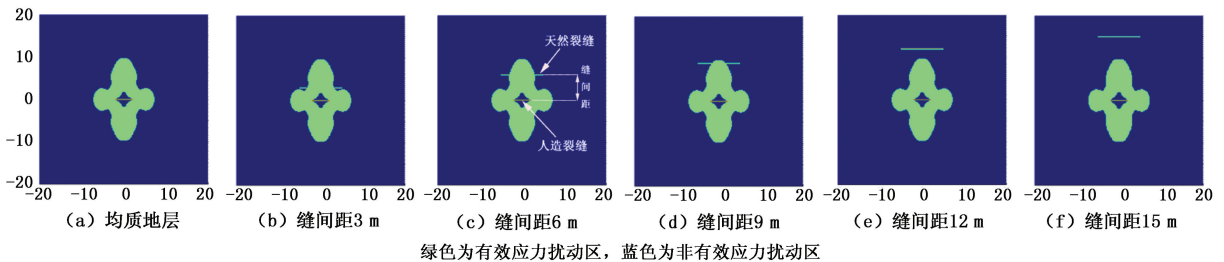 20
10
0
−10
−20
天然裂缝
缝
间
距
人造裂缝
−20 −10 0 10 20 −20 −10 0 10 20 −20 −10 0 10 20 −20 −10 0 10 20 −20 −10 0 10 20 −20 −10 0 10 20
(a) 均质地层 (b) 缝间距3 m (c) 缝间距6 m (d) 缝间距9 m (e) 缝间距12 m (f) 缝间距15 m
绿色为有效应力扰动区，蓝色为非有效应力扰动区